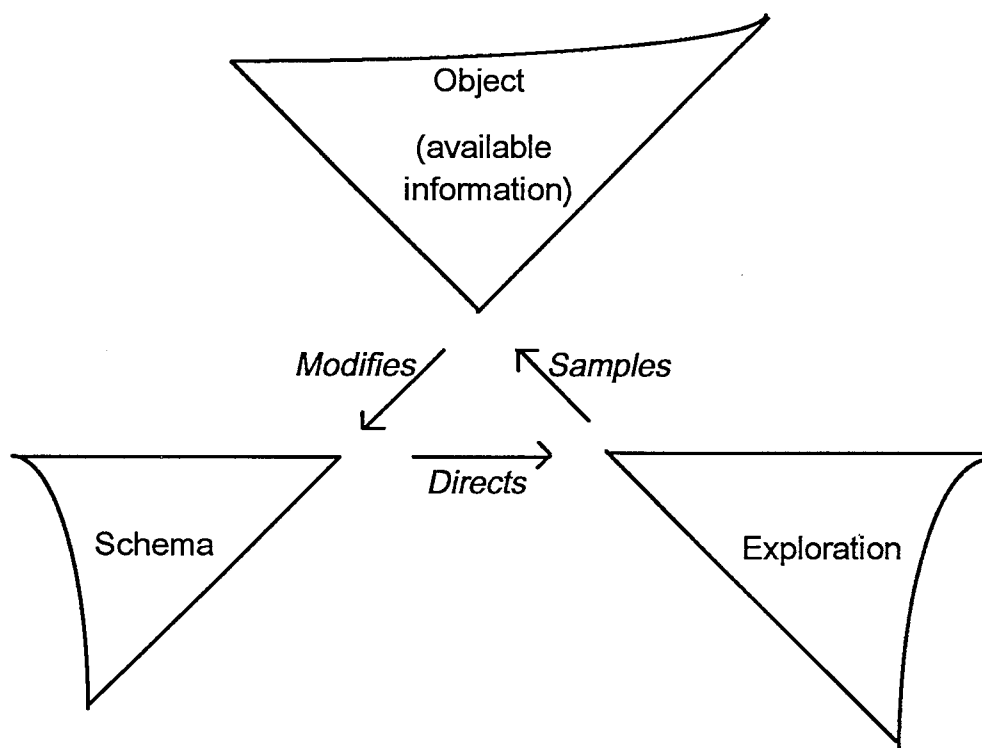 Object
(available
information)
Modifies
Samples
Directs
Schema
Exploration